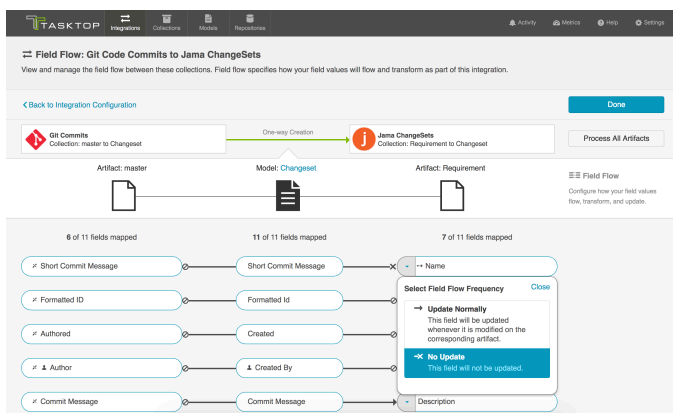 TASKTOP
Integrations
Collections
Models
Repositories
Activity
Metrics
Help
Settings
Field Flow: Git Code Commits to Jama ChangeSets
View and manage the field flow between these collections. Field flow specifies how your field values will flow and transform as part of this integration.
Back to Integration Configuration
Done
Git Commits
Collection: master to Changeset
One-way Creation
Jama ChangeSets
Collection: Requirement to Changeset
Process All Artifacts
Artifact: master
Model: Changeset
Artifact: Requirement
Field Flow
Configure how your field values
flow, transform, and update.
6 of 11 fields mapped
11 of 11 fields mapped
7 of 11 fields mapped
Short Commit Message
Short Commit Message
Name
Select Field Flow Frequency
Close
Update Normally
This field will be updated
whenever it is modified on the
corresponding artifact.
No Update
This field will not be updated.
Formatted ID
Formatted Id
Authored
Created
Author
Created By
Commit Message
Commit Message
Description